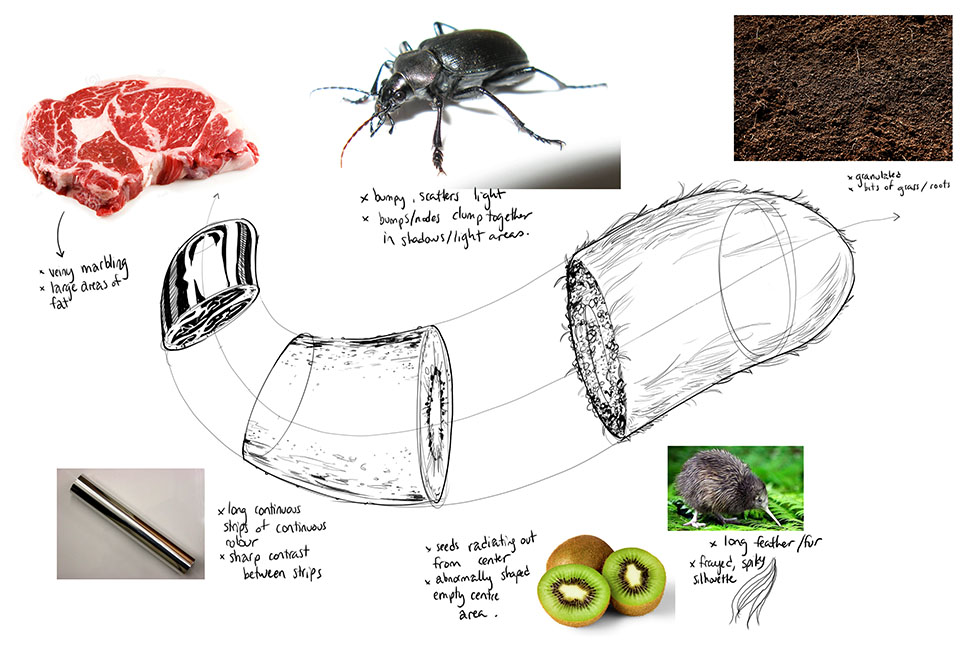 x bumpy, scatters light
x bumps/nodes clump together
in shadows/light areas.
x granulated
x bits of grass/roots
x veiny marbling
x large areas of
fat
x long continuous
strips of continuous
colour
x sharp contrast
between strips
x seeds radiating out
from center
x abnormally shaped
empty centre
area.
x long feather/fur
x frayed, spiky
silhouette